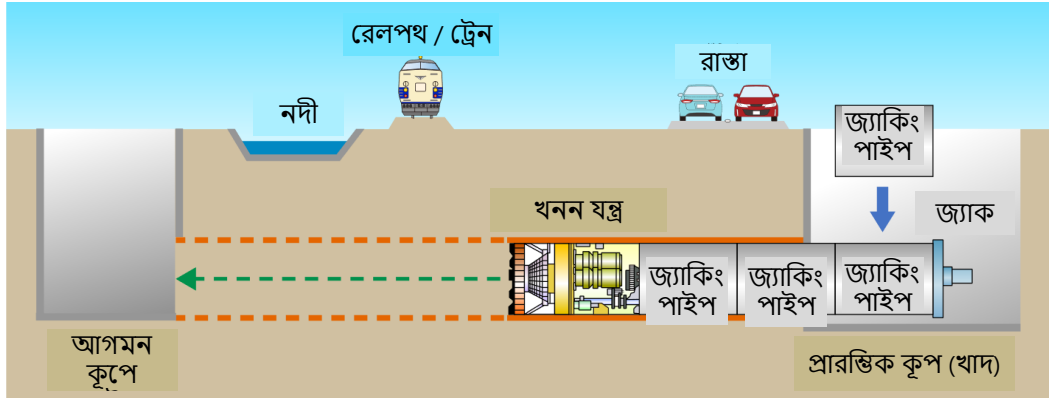 রেলপথ / ট্রেন
রাস্তা
নদী
জ্যাকিং
পাইপ
খনন যন্ত্র
জ্যাক
জ্যাকিং
পাইপ
জ্যাকিং
পাইপ
জ্যাকিং
পাইপ
আগমন
কূপে
প্রারম্ভিক কূপ (খাদ)